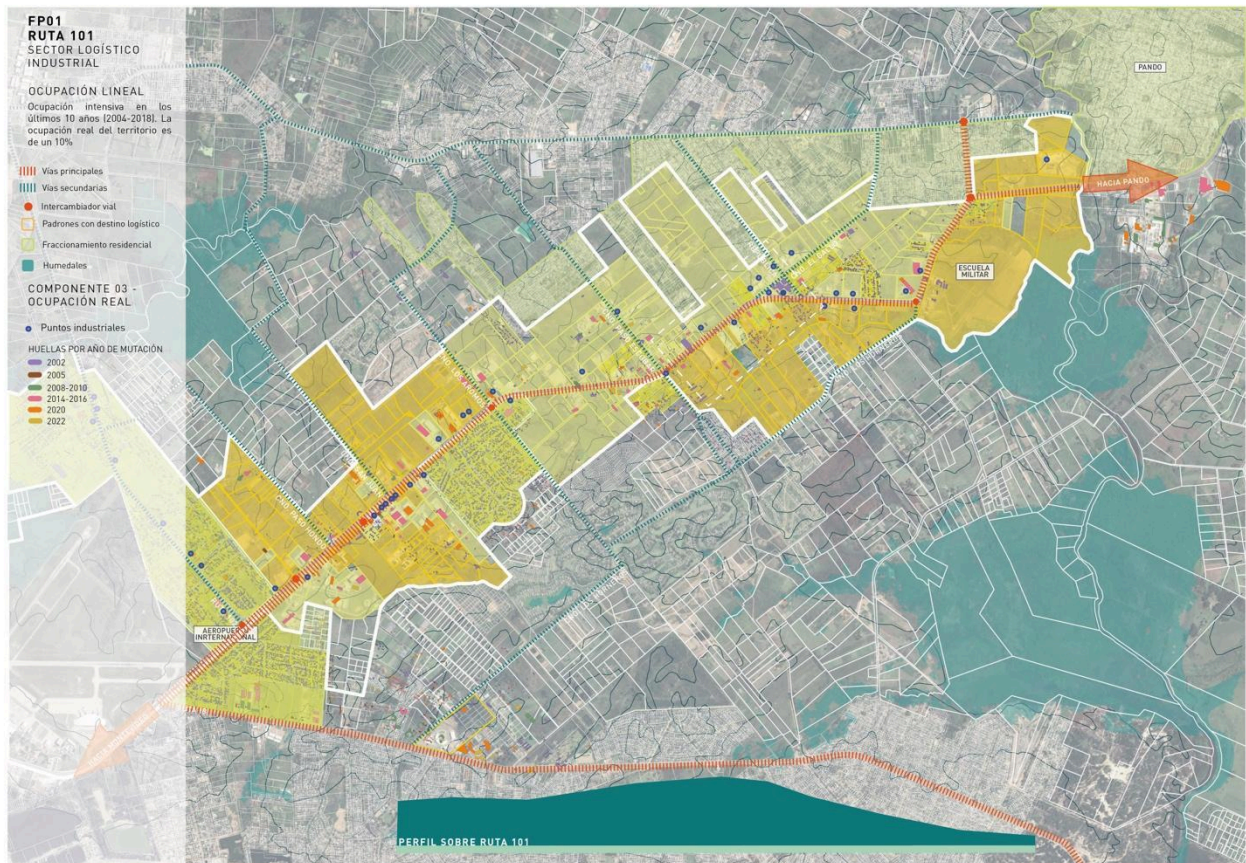 FP01
RUTA 101
SECTOR LOGÍSTICO
INDUSTRIAL
OCUPACIÓN LINEAL
Ocupación intensiva en los
últimos 10 años (2004-2018). La
ocupación real del territorio es
de un 10%
Vías principales
Vías secundarias
Intercambiador vial
Padrones con destino logístico
Fraccionamiento residencial
Humedales
COMPONENTE 03 -
OCUPACIÓN REAL
Puntos industriales
HUELLAS POR AÑO DE MUTACIÓN
2002
2005
2008-2010
2014-2016
2020
2022
PANDO
HACIA PANDO
ESCUELA
MILITAR
AEROPUERTO
INRTERNACIONAL
PERFIL SOBRE RUTA 101